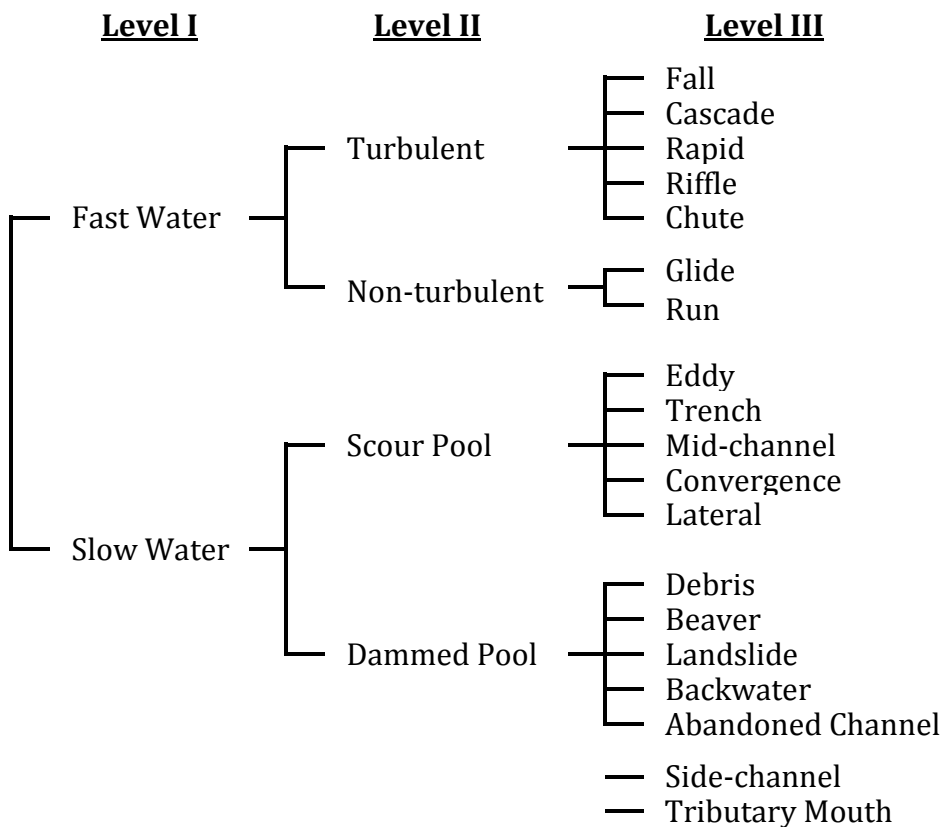 Level I Level II Level III
Fall
Cascade
Turbulent Rapid
Riffle
Fast Water Chute
Glide
Non-turbulent
Run
Eddy
Trench
Scour Pool Mid-channel
Convergence
Lateral
Slow Water
Debris
Beaver
Dammed Pool Landslide
Backwater
Abandoned Channel
Side-channel
Tributary Mouth